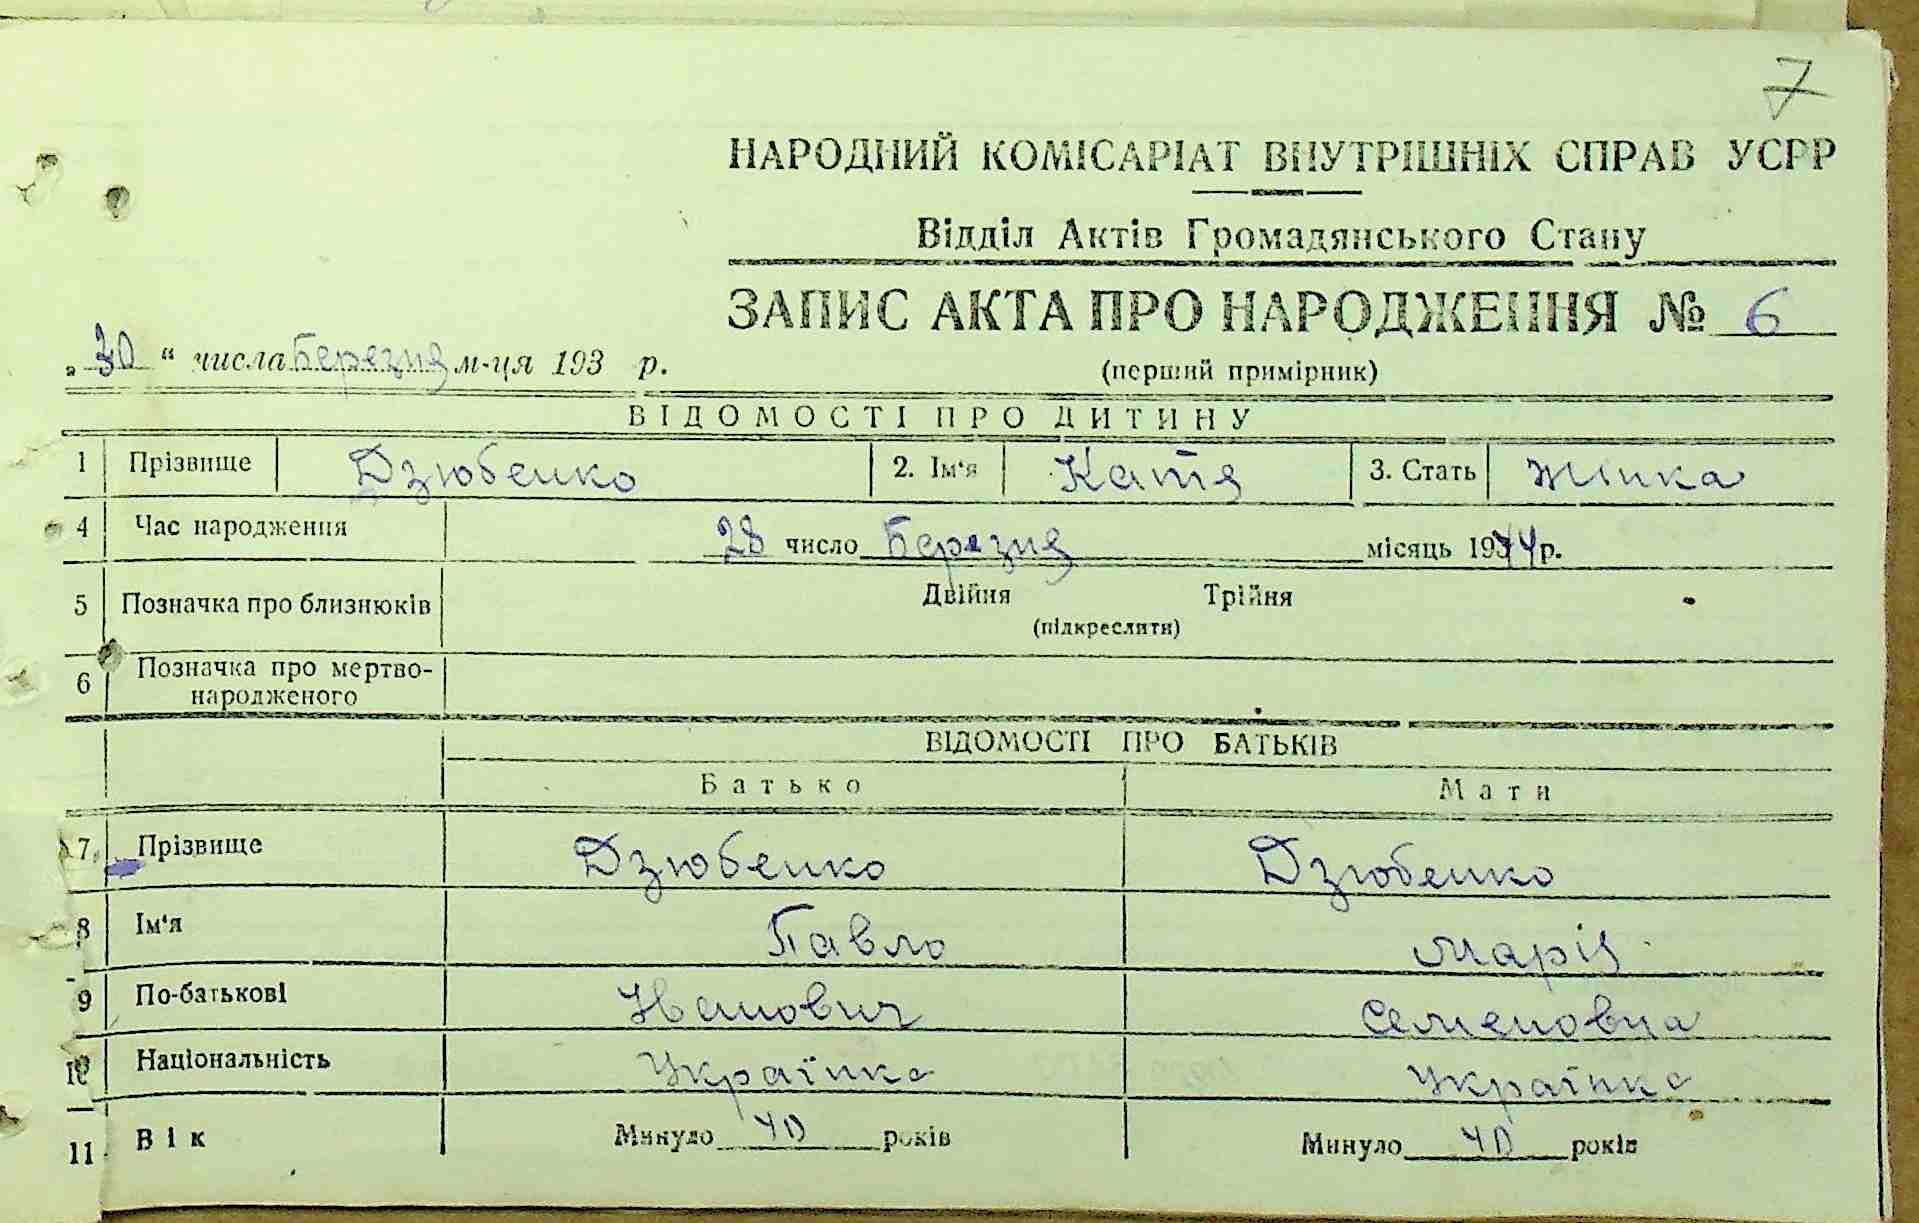 7
НАРОДНИЙ КОМІСАРІАТ ВНУТРІШНІХ СПРАВ УСРР
Відділ Актів Громадянського Стану
ЗАПИС АКТА ПРО НАРОДЖЕННЯ № 6
„30“ числа Березня м-ця 193 р.
(перший примірник)
ВІДОМОСТІ ПРО ДИТИНУ
1 Прізвище Дзюбенко 2. Ім‘я Катя 3. Стать Жінка
4 Час народження 28 число Березня місяць 1944р.
5 Позначка про близнюків Двійня Трійня
(підкреслити)
6 Позначка про мертво-
народженого
ВІДОМОСТІ ПРО БАТЬКІВ
Батько Мати
7 Прізвище Дзюбенко Дзюбенко
8 Ім‘я Павло Марія
9 По-батькові Іванович Семеновна
10 Національність Українка Українка
11 Вік Минуло 40 років Минуло 40 років